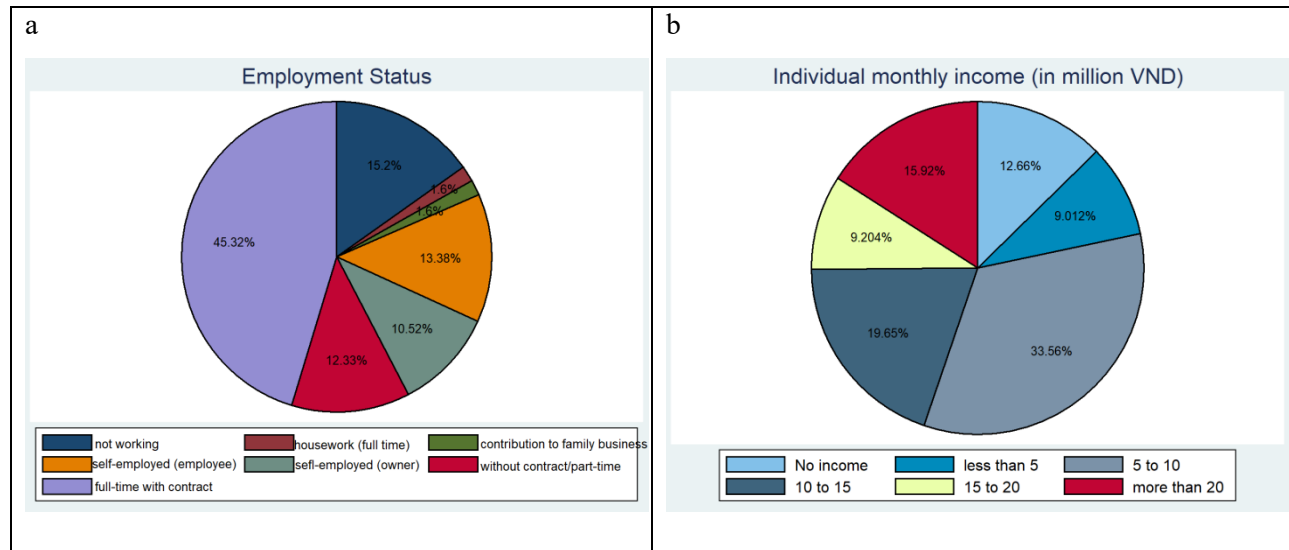 a
Employment Status
15.2%
1.6%
1.6%
13.38%
10.52%
12.33%
45.32%
not working
housework (full time)
contribution to family business
self-employed (employee)
sefl-employed (owner)
without contract/part-time
full-time with contract
b
Individual monthly income (in million VND)
12.66%
9.012%
33.56%
19.65%
9.204%
15.92%
No income
less than 5
5 to 10
10 to 15
15 to 20
more than 20